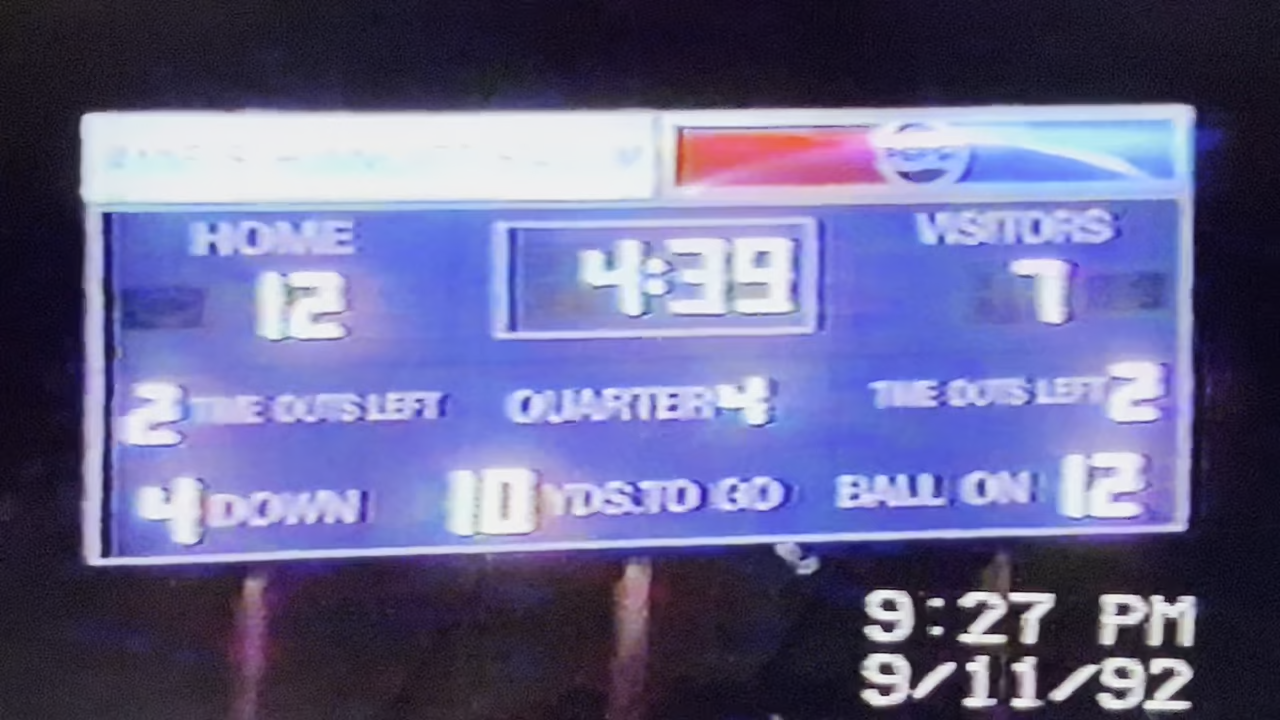 HOME 4:39 VISITORS
12 7
2 TIME OUTS LEFT QUARTER 4 TIME OUTS LEFT 2
4 DOWN 10 YDS. TO GO BALL ON 12
9:27 PM
9/11/92